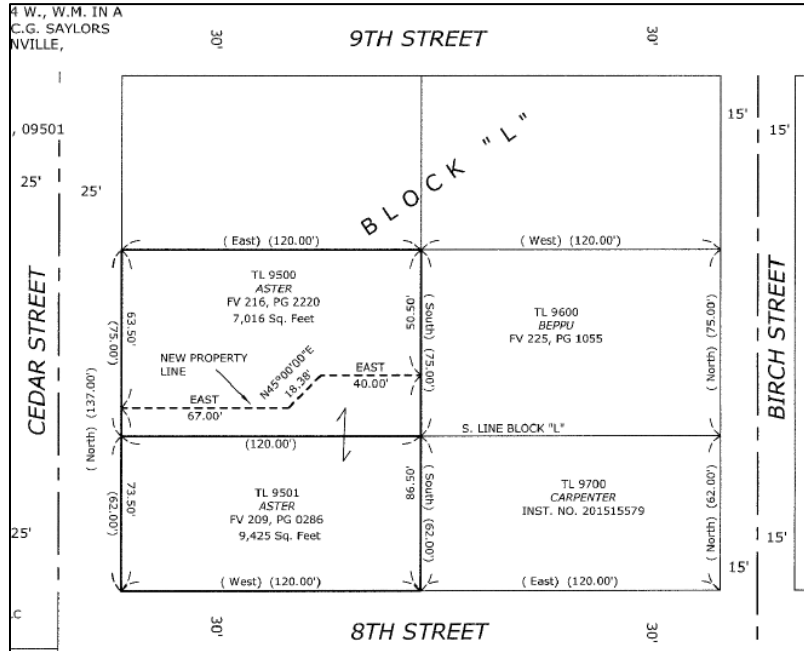 4 W., W.M. IN A
C.G. SAYLORS
NVILLE,
30'
9TH STREET
30'
, 09501
25'
25'
15'
15'
BLOCK "L"
( East) (120.00')
( West) (120.00')
TL 9500
ASTER
FV 216, PG 2220
7,016 Sq. Feet
TL 9600
BEPPU
FV 225, PG 1055
63.50'
(75.00')
50.50'
( South) (75.00')
( North) (75.00')
CEDAR STREET
BIRCH STREET
NEW PROPERTY
LINE
N45°00'00"E
18.38'
EAST
40.00'
EAST
67.00'
( North) (137.00')
(120.00')
S. LINE BLOCK "L"
TL 9501
ASTER
FV 209, PG 0286
9,425 Sq. Feet
TL 9700
CARPENTER
INST. NO. 201515579
73.50'
(62.00')
86.50'
( South) (62.00')
( North) (62.00')
25'
15'
15'
( West) (120.00')
( East) (120.00')
.C
30'
8TH STREET
30'